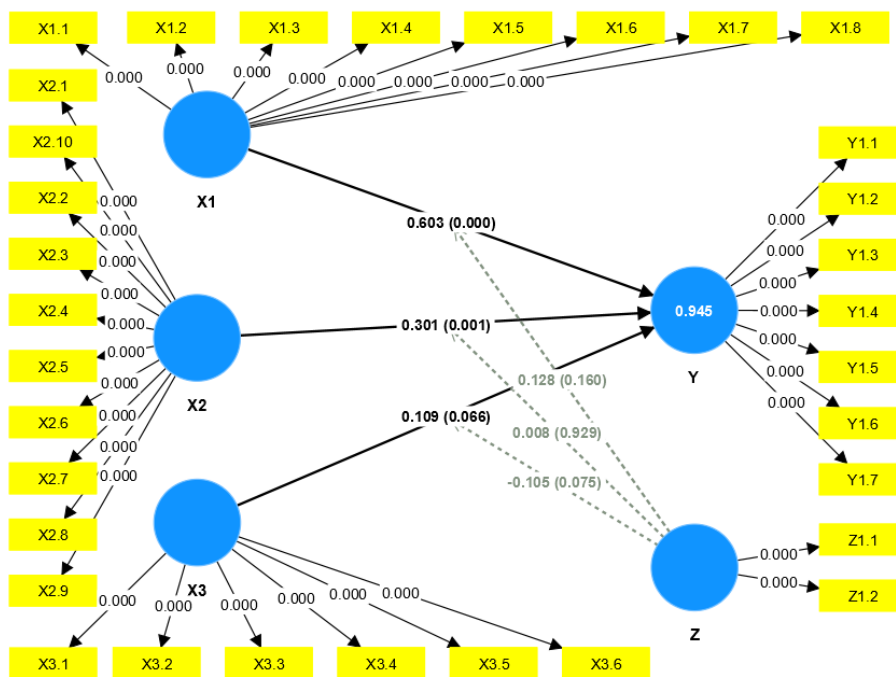 X1.1
X1.2
X1.3
X1.4
X1.5
X1.6
X1.7
X1.8
0.000
0.000
0.000
0.000
0.000
0.000
0.000
0.000
X1
X2.1
X2.10
X2.2
X2.3
X2.4
X2.5
X2.6
X2.7
X2.8
X2.9
0.000
0.000
0.000
0.000
0.000
0.000
0.000
0.000
0.000
0.000
X2
X3
0.000
0.000
0.000
0.000
0.000
0.000
X3.1
X3.2
X3.3
X3.4
X3.5
X3.6
0.603 (0.000)
0.301 (0.001)
0.109 (0.066)
0.128 (0.160)
0.008 (0.929)
-0.105 (0.075)
0.945
Y
0.000
0.000
0.000
0.000
0.000
0.000
0.000
Y1.1
Y1.2
Y1.3
Y1.4
Y1.5
Y1.6
Y1.7
Z
0.000
0.000
Z1.1
Z1.2